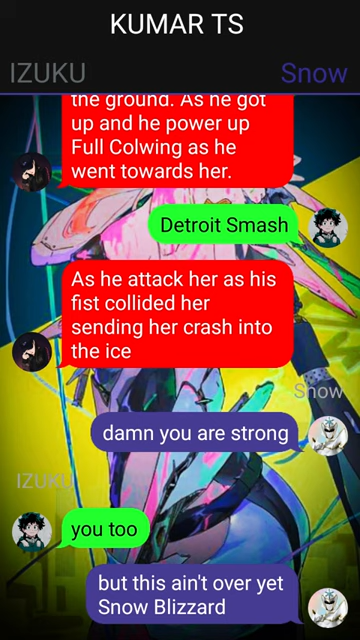 KUMAR TS
IZUKU
Snow
the ground. As he got
up and he power up
Full Colwing as he
went towards her.
Detroit Smash
As he attack her as his
fist collided her
sending her crash into
the ice
Snow
damn you are strong
IZUKU
you too
but this ain't over yet
Snow Blizzard